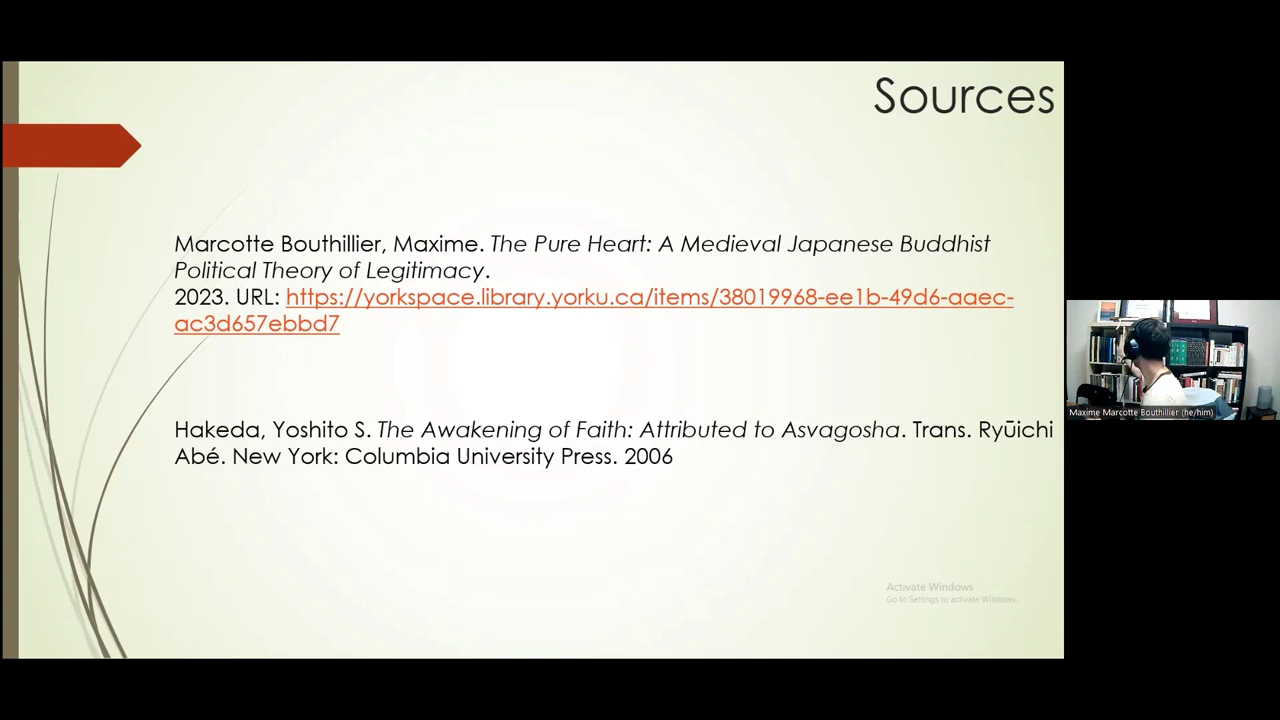 Sources
Marcotte Bouthillier, Maxime. The Pure Heart: A Medieval Japanese Buddhist
Political Theory of Legitimacy.
2023. URL: https://yorkspace.library.yorku.ca/items/38019968-ee1b-49d6-aaec-
ac3d657ebbd7
Hakeda, Yoshito S. The Awakening of Faith: Attributed to Asvagosha. Trans. Ryūichi
Abé. New York: Columbia University Press. 2006
Maxime Marcotte Bouthillier (he/him)
Activate Windows
Go to Settings to activate Windows.